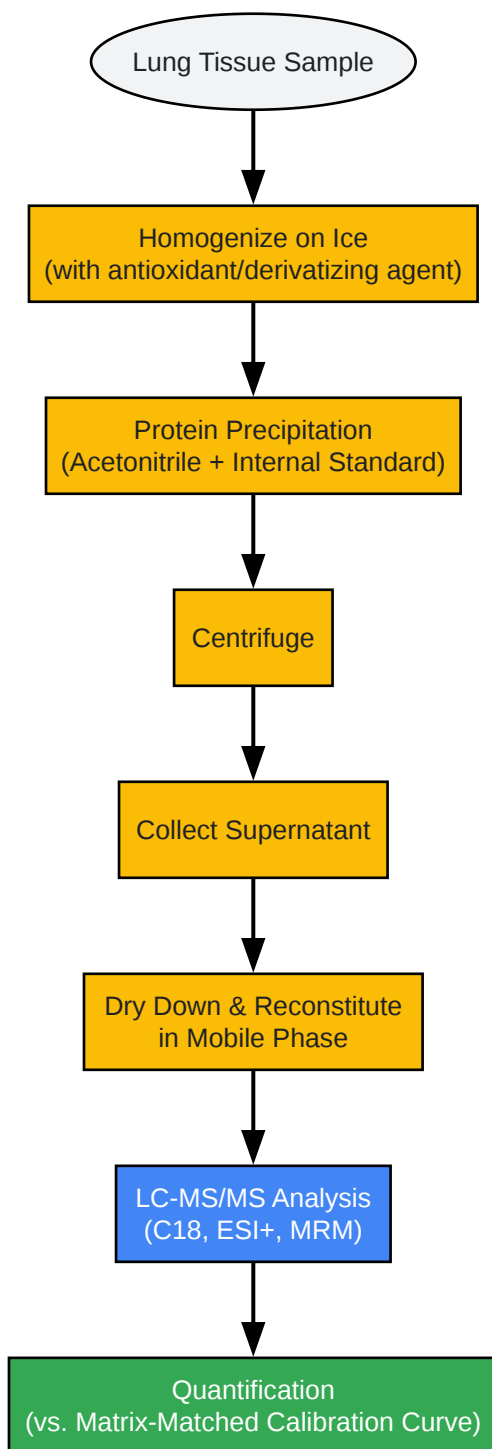 Lung Tissue Sample
Homogenize on Ice
(with antioxidant/derivatizing agent)
Protein Precipitation
(Acetonitrile + Internal Standard)
Centrifuge
Collect Supernatant
Dry Down & Reconstitute
in Mobile Phase
LC-MS/MS Analysis
(C18, ESI+, MRM)
Quantification
(vs. Matrix-Matched Calibration Curve)